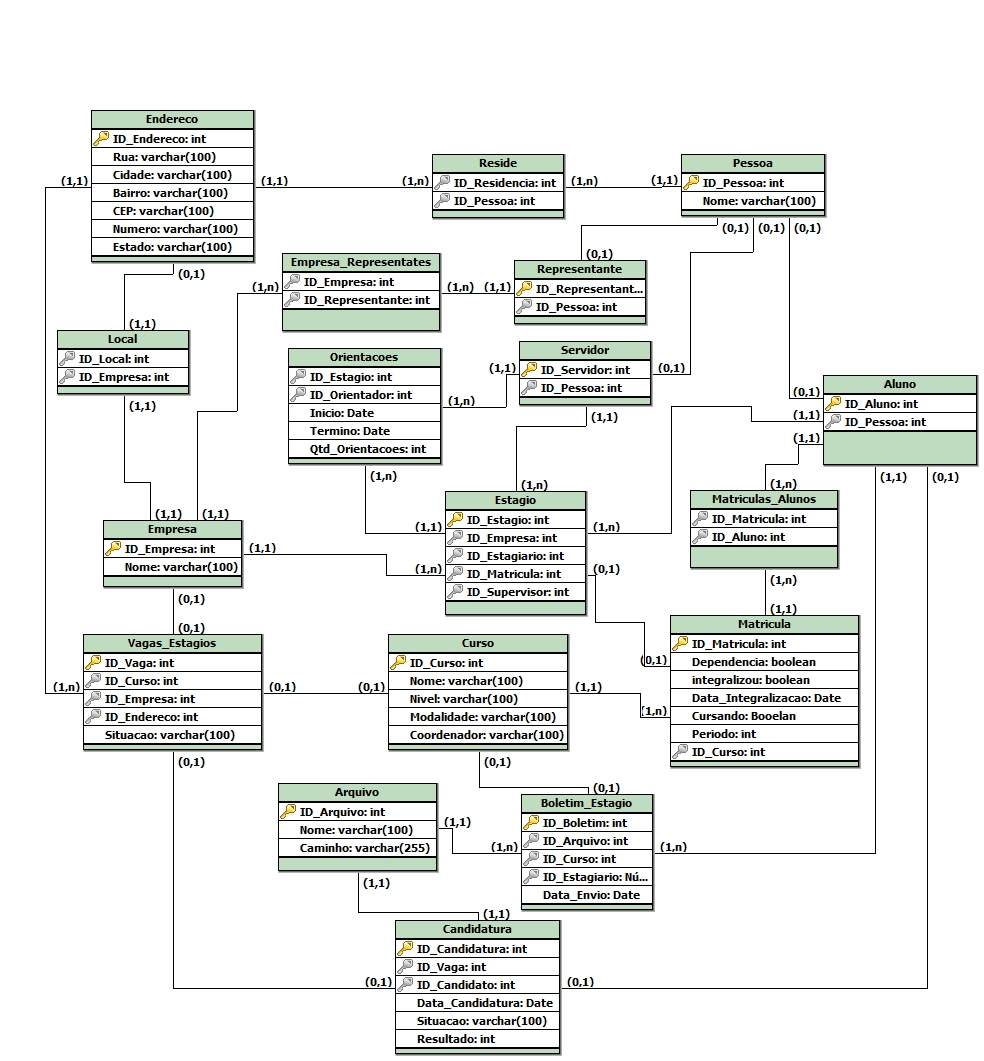 Endereco
ID_Endereco: int
Rua: varchar(100)
Cidade: varchar(100)
Bairro: varchar(100)
CEP: varchar(100)
Numero: varchar(100)
Estado: varchar(100)
(1,1)
(1,1)
(0,1)
(1,n)
Reside
ID_Residencia: int
ID_Pessoa: int
(1,n)
(1,1)
Pessoa
ID_Pessoa: int
Nome: varchar(100)
(0,1)
(0,1)
(0,1)
Empresa_Representates
ID_Empresa: int
ID_Representante: int
(1,n)
(1,n)
(1,1)
(0,1)
Representante
ID_Representant...
ID_Pessoa: int
(1,1)
Local
ID_Local: int
ID_Empresa: int
(1,1)
Orientacoes
ID_Estagio: int
ID_Orientador: int
Inicio: Date
Termino: Date
Qtd_Orientacoes: int
(1,n)
(1,n)
(1,1)
Servidor
ID_Servidor: int
ID_Pessoa: int
(0,1)
(1,1)
(0,1)
(1,1)
(1,1)
Aluno
ID_Aluno: int
ID_Pessoa: int
(1,1)
(0,1)
(1,n)
Estagio
ID_Estagio: int
ID_Empresa: int
ID_Estagiario: int
ID_Matricula: int
ID_Supervisor: int
(1,1)
(1,n)
(1,n)
(0,1)
(1,n)
Matriculas_Alunos
ID_Matricula: int
ID_Aluno: int
(1,n)
(1,1)
(1,1)
Empresa
ID_Empresa: int
Nome: varchar(100)
(1,1)
(0,1)
(0,1)
Vagas_Estagios
ID_Vaga: int
ID_Curso: int
ID_Empresa: int
ID_Endereco: int
Situacao: varchar(100)
(1,n)
(0,1)
(0,1)
(0,1)
Curso
ID_Curso: int
Nome: varchar(100)
Nivel: varchar(100)
Modalidade: varchar(100)
Coordenador: varchar(100)
(1,1)
(0,1)
(1,1)
Matricula
ID_Matricula: int
Dependencia: boolean
integralizou: boolean
Data_Integralizacao: Date
Cursando: Booelan
Periodo: int
ID_Curso: int
(0,1)
(1,n)
Arquivo
ID_Arquivo: int
Nome: varchar(100)
Caminho: varchar(255)
(1,1)
(1,1)
(0,1)
Boletim_Estagio
ID_Boletim: int
ID_Arquivo: int
ID_Curso: int
ID_Estagiario: Nú...
Data_Envio: Date
(1,n)
(1,n)
(1,1)
Candidatura
ID_Candidatura: int
ID_Vaga: int
ID_Candidato: int
Data_Candidatura: Date
Situacao: varchar(100)
Resultado: int
(0,1)
(0,1)